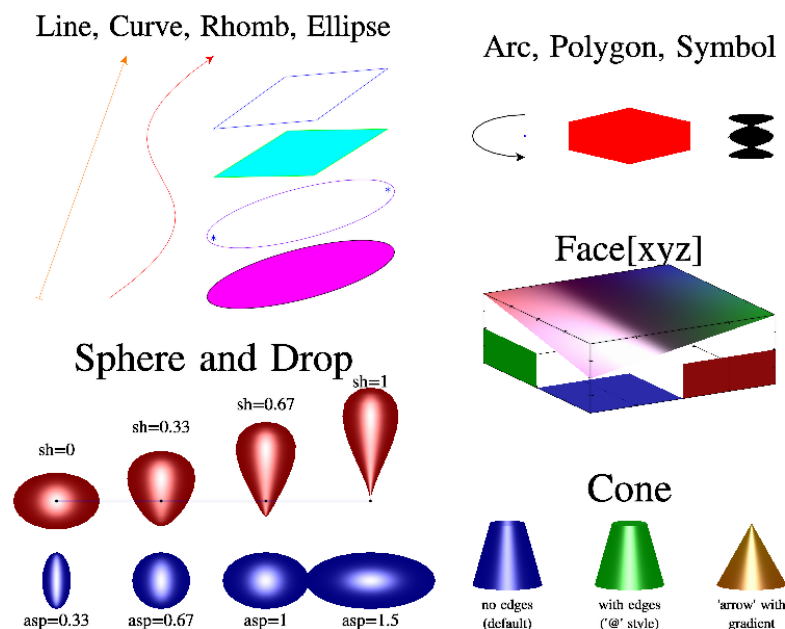 Line, Curve, Rhomb, Ellipse
Arc, Polygon, Symbol
Face[xyz]
Sphere and Drop
sh=0
sh=0.33
sh=0.67
sh=1
asp=0.33
asp=0.67
asp=1
asp=1.5
Cone
no edges
(default)
with edges
('@' style)
'arrow' with
gradient